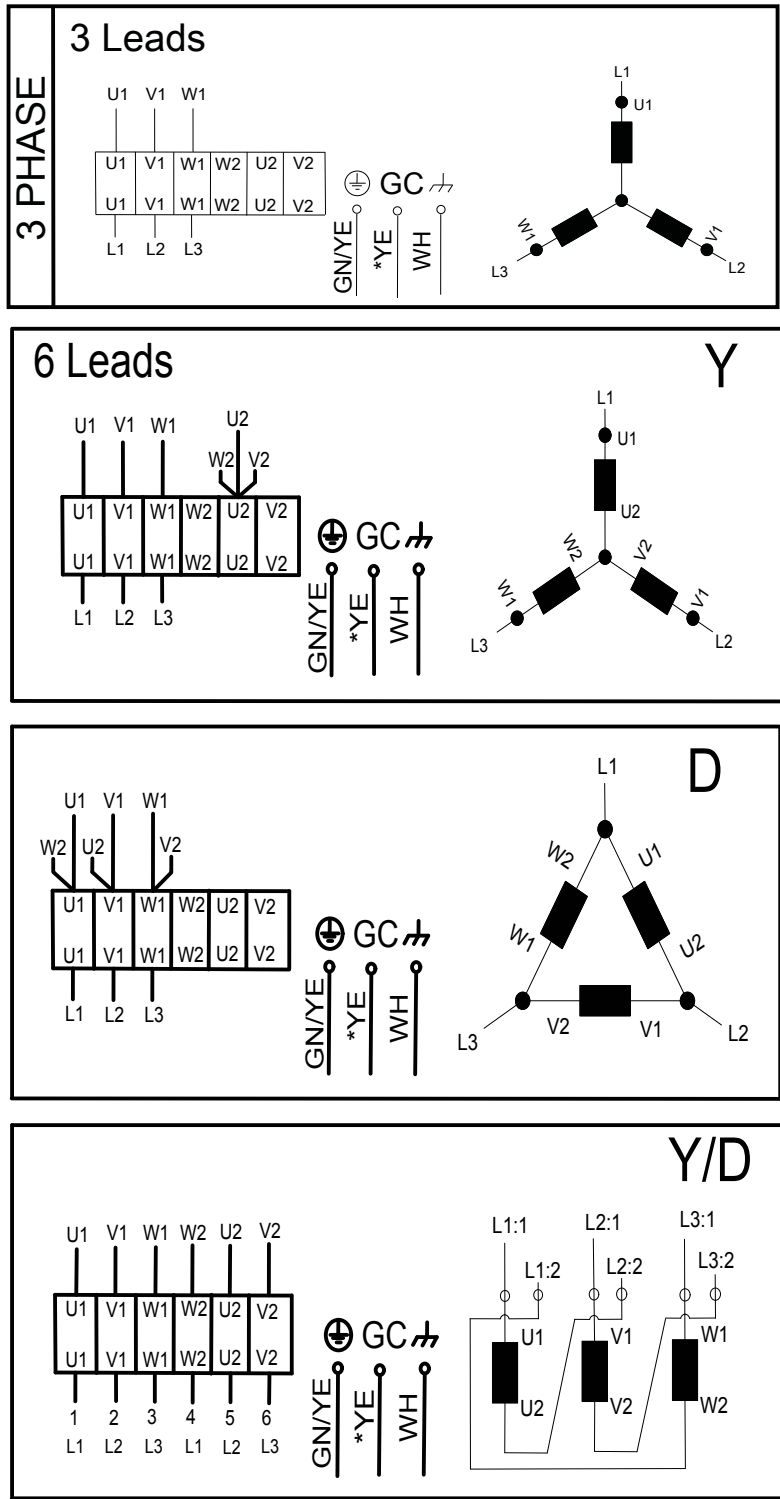 3 PHASE
3 Leads
U1 V1 W1
U1 V1 W1 W2 U2 V2
U1 V1 W1 W2 U2 V2
L1 L2 L3
GC
GN/YE *YE WH
L1
U1
W1 V1
L3 L2
6 Leads
Y
U1 V1 W1 U2
W2 V2
U1 V1 W1 W2 U2 V2
U1 V1 W1 W2 U2 V2
L1 L2 L3
GC
GN/YE *YE WH
L1
U1
U2
W2 V2
W1 V1
L3 L2
D
U1 V1 W1
W2 U2 V2
U1 V1 W1 W2 U2 V2
U1 V1 W1 W2 U2 V2
L1 L2 L3
GC
GN/YE *YE WH
L1
W2 U1
W1 U2
V2 V1
L3 L2
Y/D
U1 V1 W1 W2 U2 V2
U1 V1 W1 W2 U2 V2
U1 V1 W1 W2 U2 V2
1 2 3 4 5 6
L1 L2 L3 L1 L2 L3
GC
GN/YE *YE WH
L1:1 L2:1 L3:1
L1:2 L2:2 L3:2
U1 V1 W1
U2 V2 W2